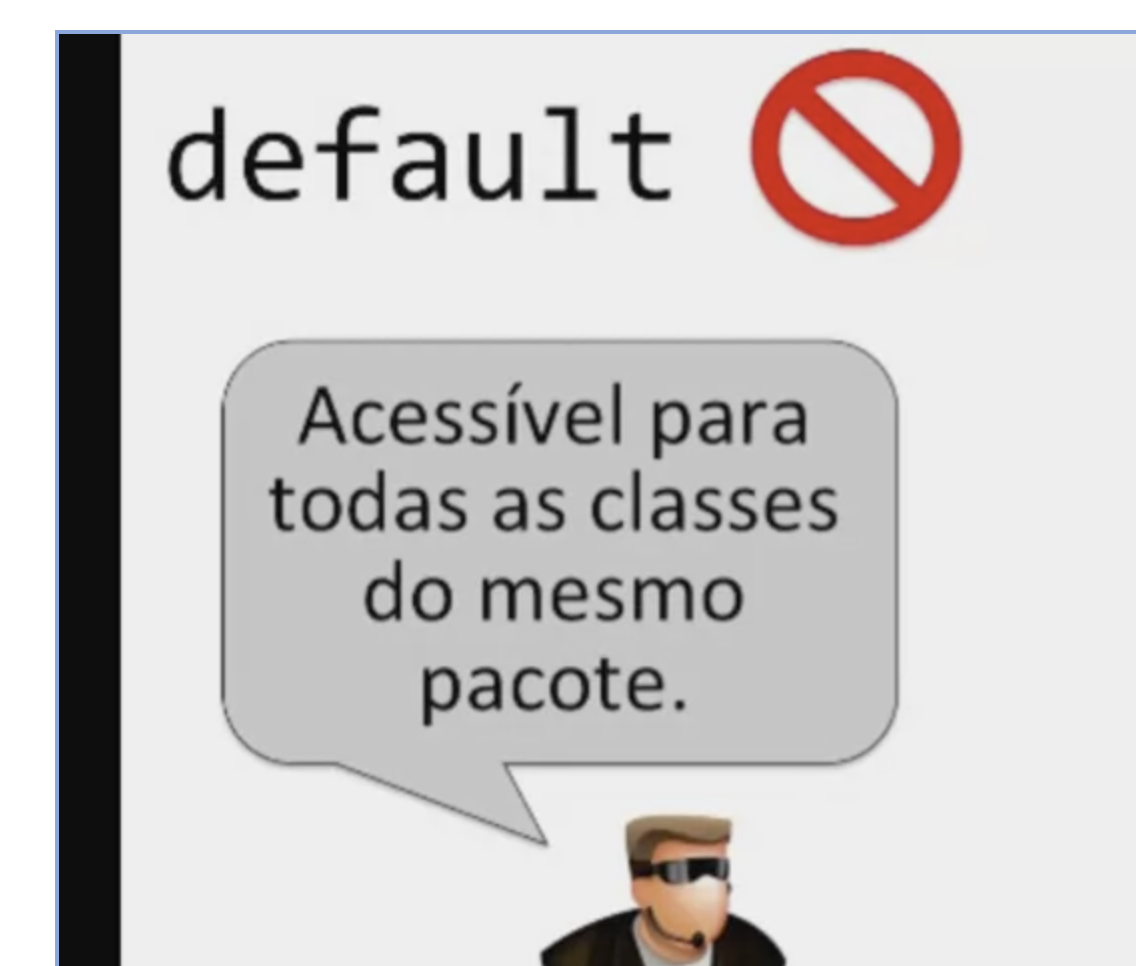 default
Acessível para
todas as classes
do mesmo
pacote.